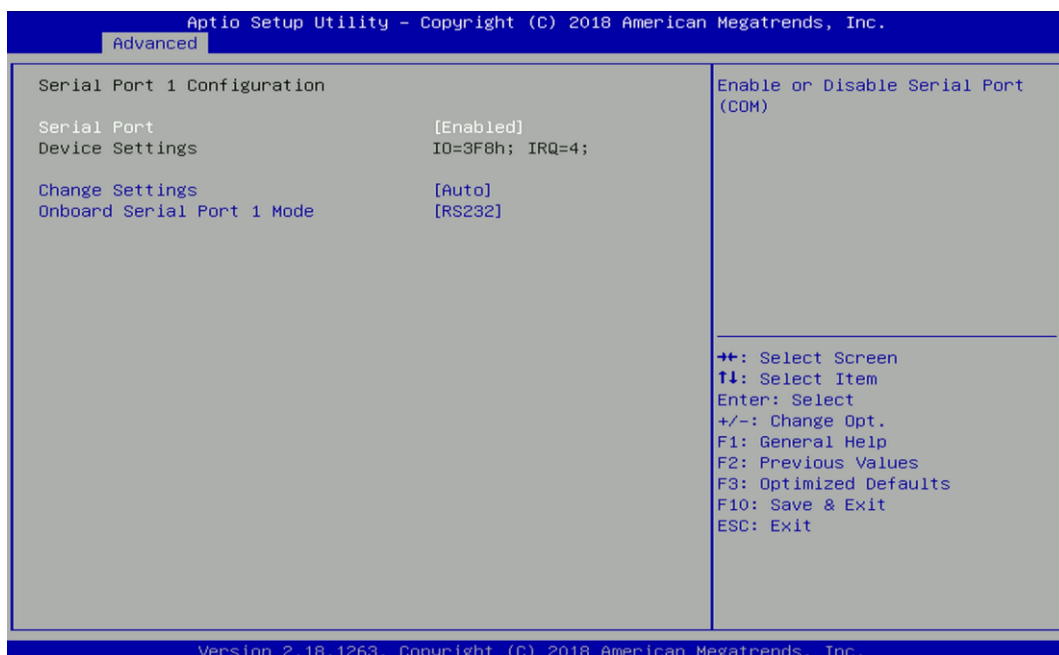 Aptio Setup Utility – Copyright (C) 2018 American Megatrends, Inc.
Advanced
Serial Port 1 Configuration
Serial Port [Enabled]
Device Settings IO=3F8h; IRQ=4;
Change Settings [Auto]
Onboard Serial Port 1 Mode [RS232]
Enable or Disable Serial Port
(COM)
→←: Select Screen
↑↓: Select Item
Enter: Select
+/-: Change Opt.
F1: General Help
F2: Previous Values
F3: Optimized Defaults
F10: Save & Exit
ESC: Exit
Version 2.18.1263. Copyright (C) 2018 American Megatrends, Inc.